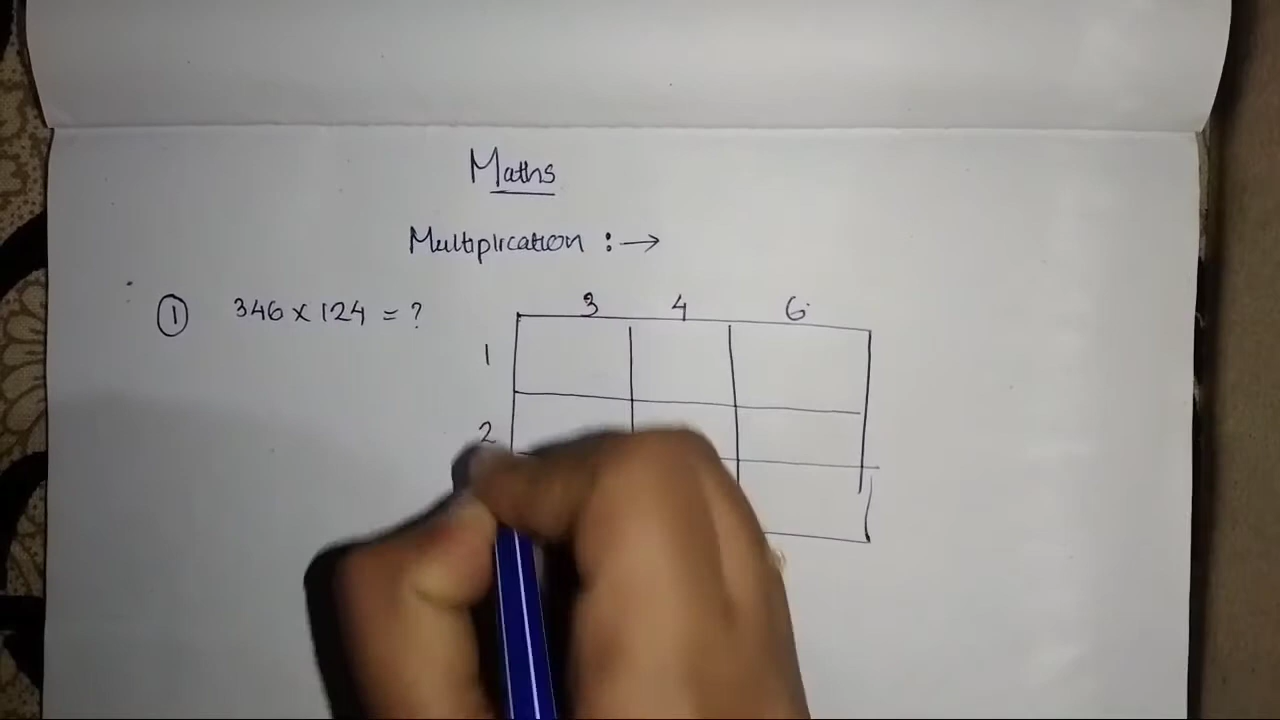 Maths
Multiplication :→
① 346 × 124 = ?
3 4 6
1
2